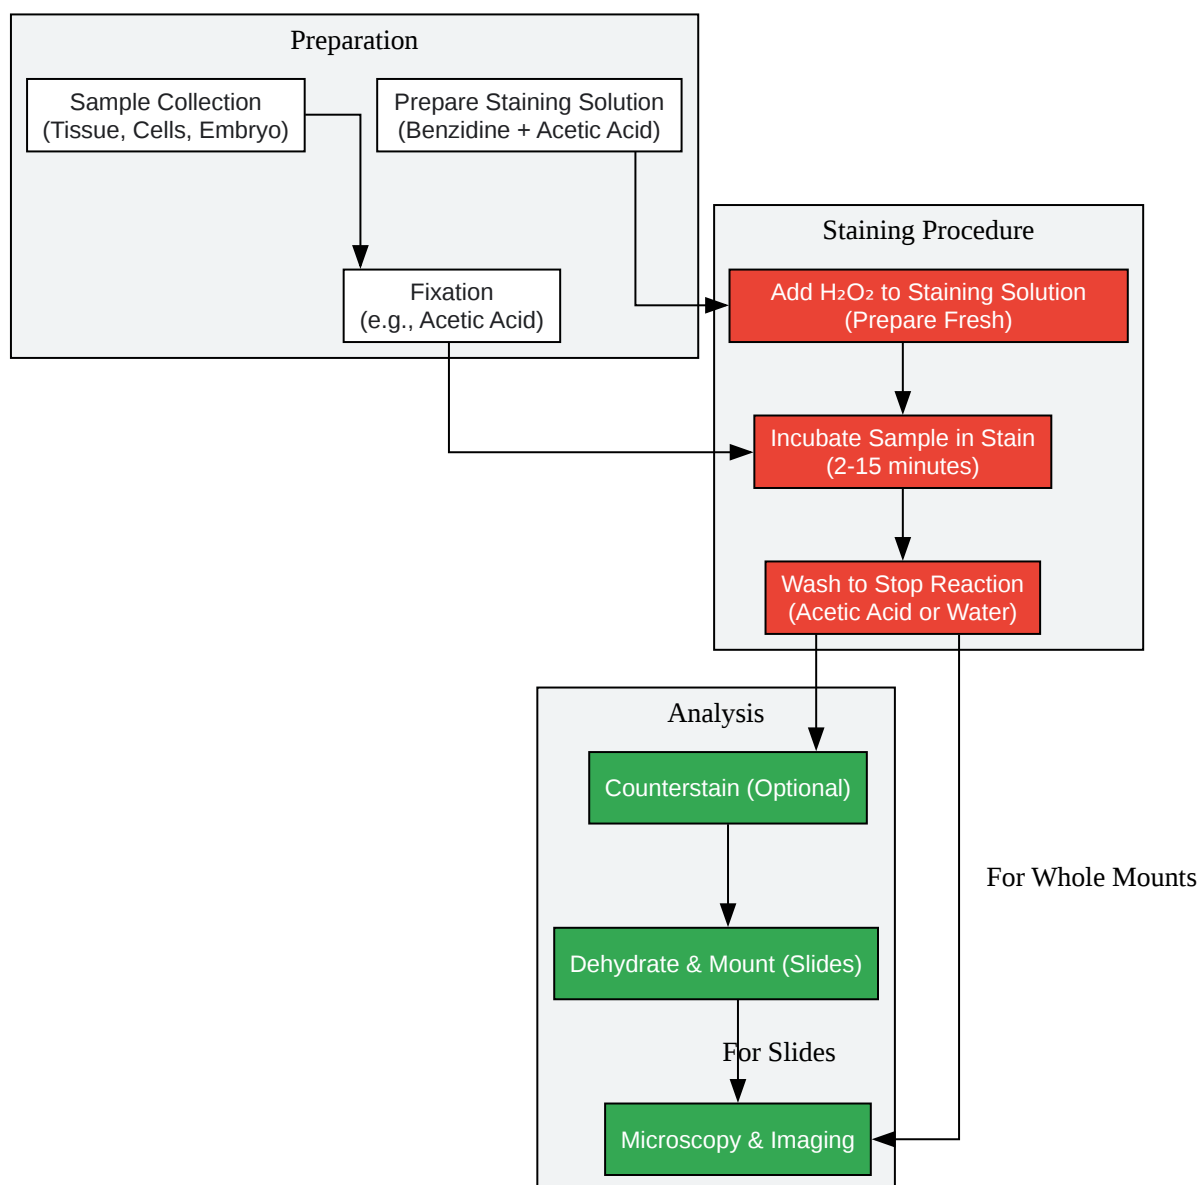 Preparation
Sample Collection
(Tissue, Cells, Embryo)
Prepare Staining Solution
(Benzidine + Acetic Acid)
Fixation
(e.g., Acetic Acid)
Staining Procedure
Add H₂O₂ to Staining Solution
(Prepare Fresh)
Incubate Sample in Stain
(2-15 minutes)
Wash to Stop Reaction
(Acetic Acid or Water)
Analysis
Counterstain (Optional)
For Whole Mounts
Dehydrate & Mount (Slides)
For Slides
Microscopy & Imaging